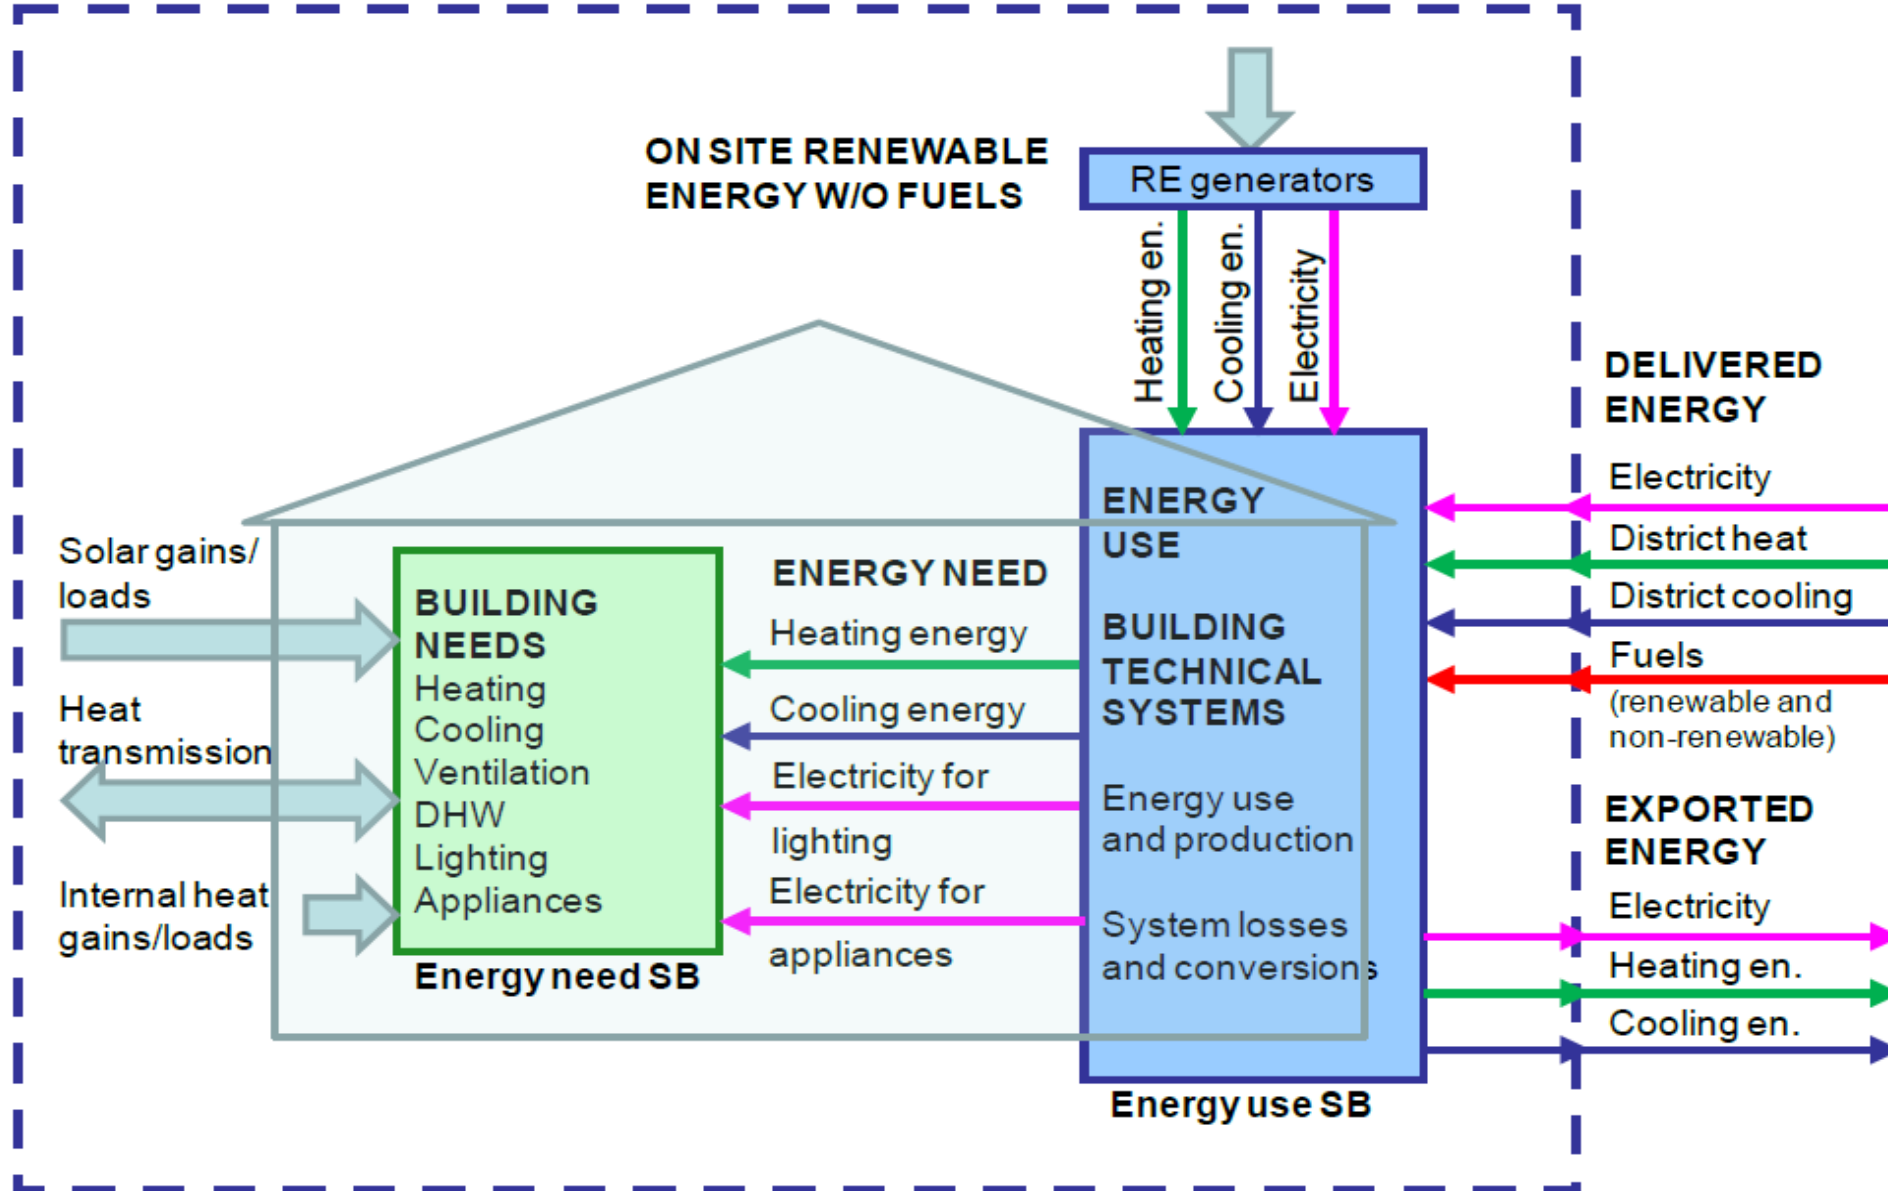 ON SITE RENEWABLE
ENERGY W/O FUELS
RE generators
Heating en.
Cooling en.
Electricity
Solar gains/
loads
Heat
transmission
Internal heat
gains/loads
BUILDING
NEEDS
Heating
Cooling
Ventilation
DHW
Lighting
Appliances
Energy need SB
ENERGY NEED
Heating energy
Cooling energy
Electricity for
lighting
Electricity for
appliances
ENERGY
USE
BUILDING
TECHNICAL
SYSTEMS
Energy use
and production
System losses
and conversions
Energy use SB
DELIVERED
ENERGY
Electricity
District heat
District cooling
Fuels
(renewable and
non-renewable)
EXPORTED
ENERGY
Electricity
Heating en.
Cooling en.